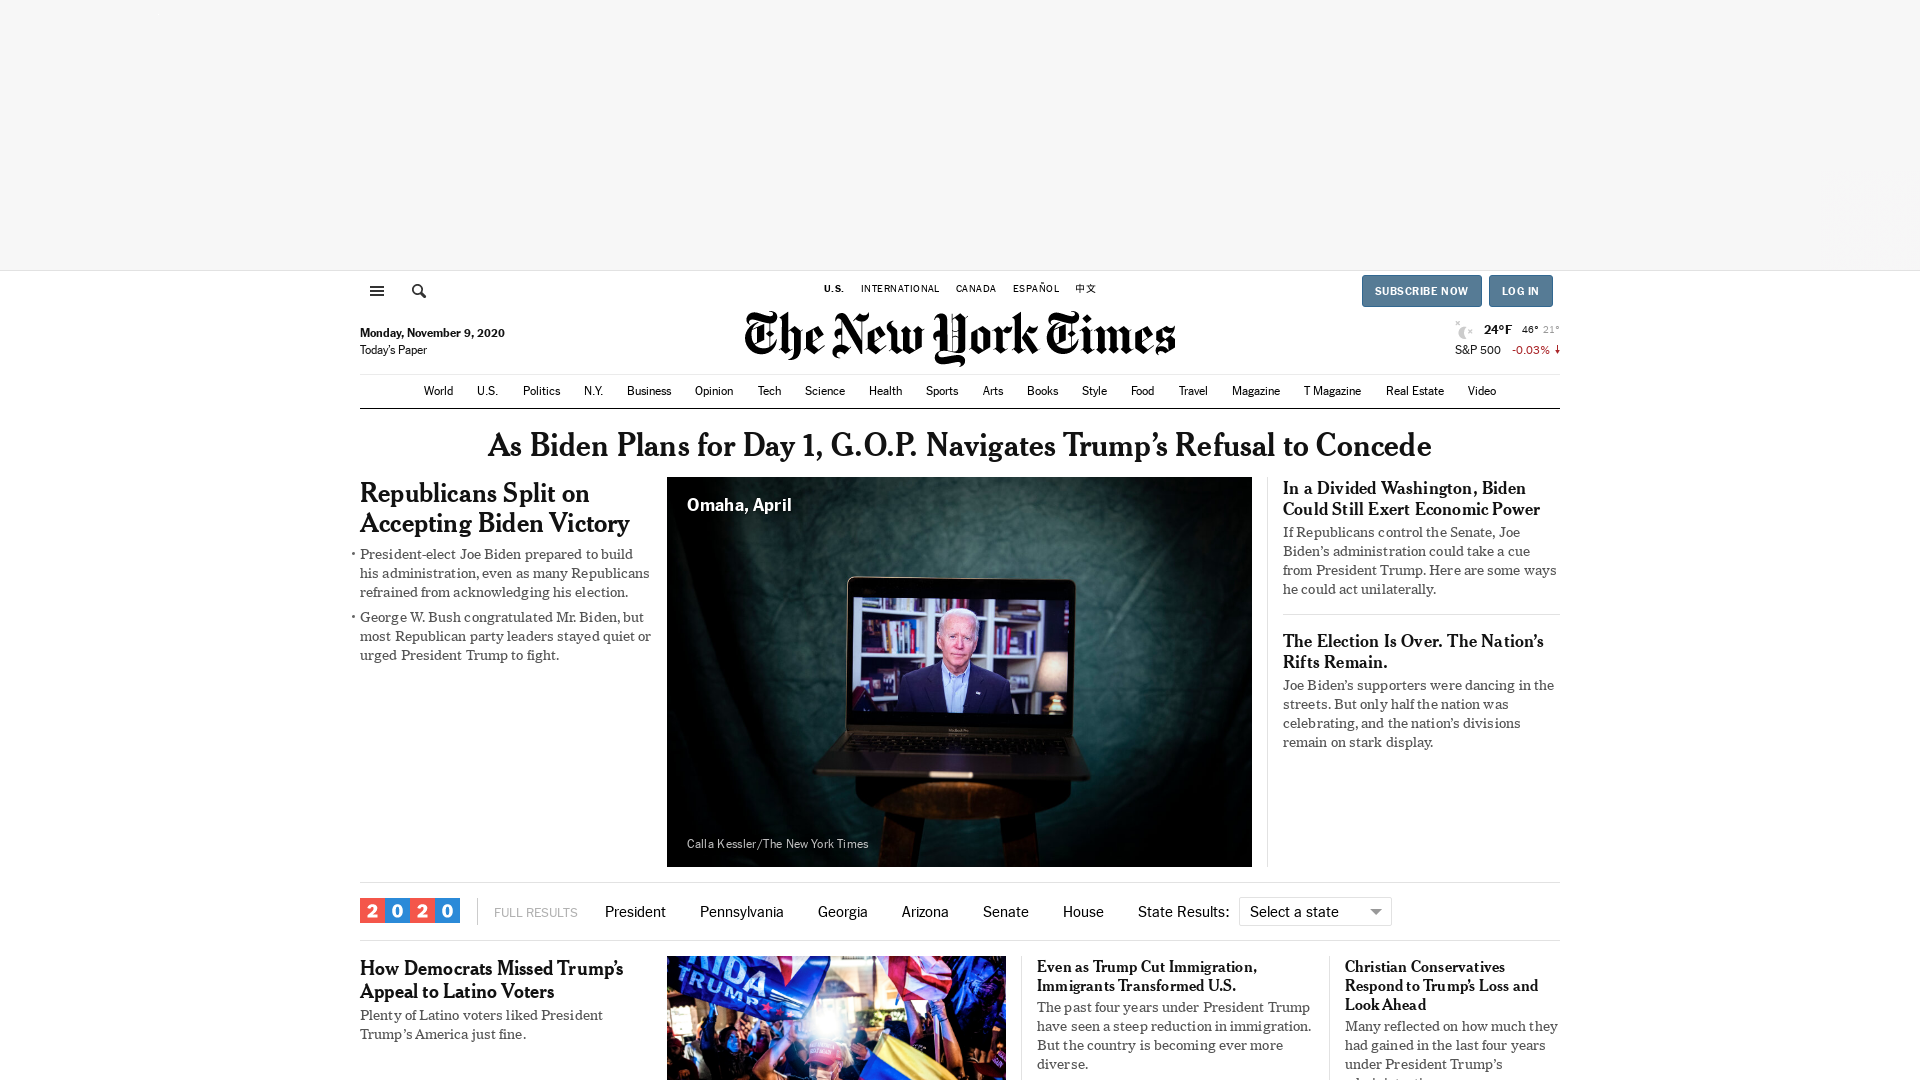 U.S. INTERNATIONAL CANADA ESPAÑOL 中文
SUBSCRIBE NOW LOG IN
Monday, November 9, 2020
Today's Paper
The New York Times
24°F 46° 21°
S&P 500 -0.03%
World U.S. Politics N.Y. Business Opinion Tech Science Health Sports Arts Books Style Food Travel Magazine T Magazine Real Estate Video
As Biden Plans for Day 1, G.O.P. Navigates Trump's Refusal to Concede
Republicans Split on
Accepting Biden Victory
• President-elect Joe Biden prepared to build
his administration, even as many Republicans
refrained from acknowledging his election.
• George W. Bush congratulated Mr. Biden, but
most Republican party leaders stayed quiet or
urged President Trump to fight.
Omaha, April
Calla Kessler/The New York Times
In a Divided Washington, Biden
Could Still Exert Economic Power
If Republicans control the Senate, Joe
Biden's administration could take a cue
from President Trump. Here are some ways
he could act unilaterally.
The Election Is Over. The Nation's
Rifts Remain.
Joe Biden's supporters were dancing in the
streets. But only half the nation was
celebrating, and the nation's divisions
remain on stark display.
2020 FULL RESULTS President Pennsylvania Georgia Arizona Senate House State Results: Select a state
How Democrats Missed Trump's
Appeal to Latino Voters
Plenty of Latino voters liked President
Trump's America just fine.
TRUMP
Even as Trump Cut Immigration,
Immigrants Transformed U.S.
The past four years under President Trump
have seen a steep reduction in immigration.
But the country is becoming ever more
diverse.
Christian Conservatives
Respond to Trump's Loss and
Look Ahead
Many reflected on how much they
had gained in the last four years
under President Trump's